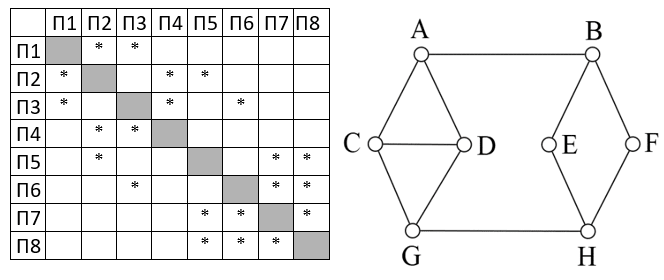 П1 П2 П3 П4 П5 П6 П7 П8
П1 * *
П2 * * *
П3 * * *
П4 * *
П5 * * *
П6 * * *
П7 * * *
П8 * * *
A B
C D E F
G H